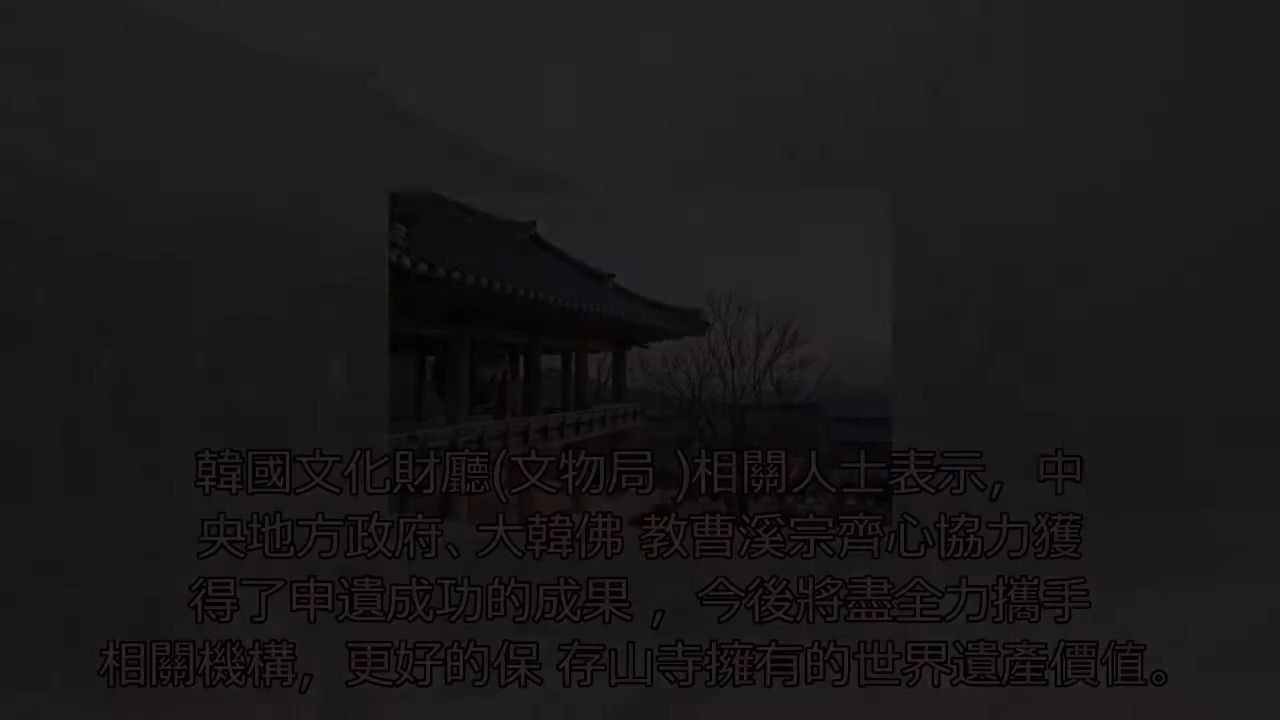 韓國文化財廳(文物局 )相關人士表示，中
央地方政府、大韓佛 教曹溪宗齊心協力獲
得了申遺成功的成果 ，今後將盡全力攜手
相關機構，更好的保 存山寺擁有的世界遺產價值。